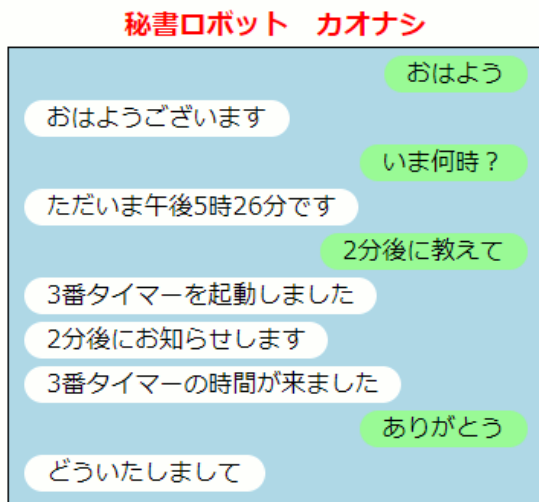 秘書ロボット　カオナシ
おはよう
おはようございます
いま何時？
ただいま午後5時26分です
2分後に教えて
3番タイマーを起動しました
2分後にお知らせします
3番タイマーの時間が来ました
ありがとう
どういたしまして